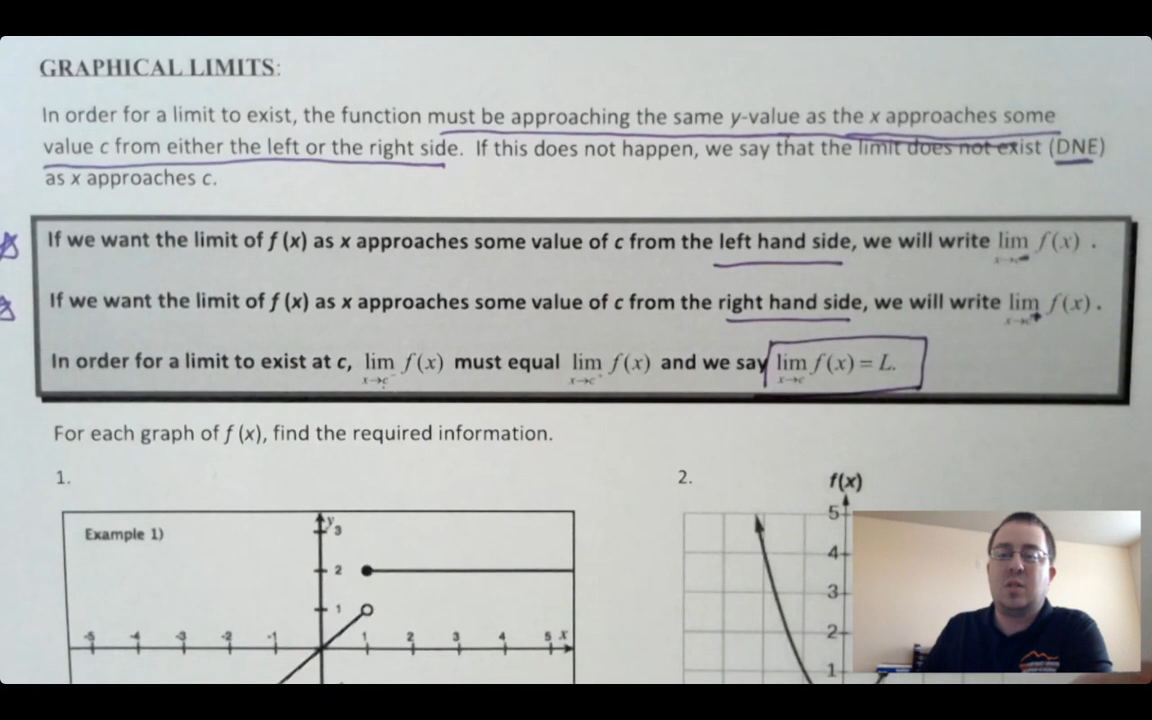 GRAPHICAL LIMITS:
In order for a limit to exist, the function must be approaching the same y-value as the x approaches some
value c from either the left or the right side. If this does not happen, we say that the limit does not exist (DNE)
as x approaches c.
If we want the limit of f (x) as x approaches some value of c from the left hand side, we will write lim x→c⁻ f(x) .
If we want the limit of f (x) as x approaches some value of c from the right hand side, we will write lim x→c⁺ f(x) .
In order for a limit to exist at c, lim x→c⁻ f(x) must equal lim x→c⁺ f(x) and we say lim x→c f(x) = L.
For each graph of f (x), find the required information.
1.
Example 1)
y
3
2
1
-5 -4 -3 -2 -1 1 2 3 4 5 x
2.
f(x)
5
4
3
2
1